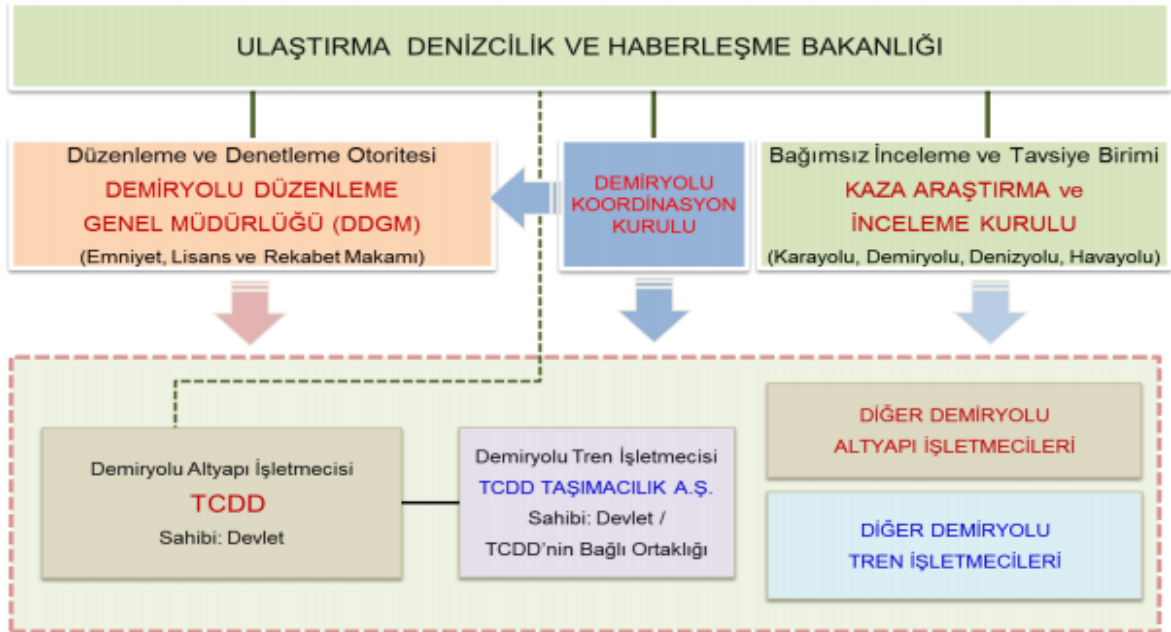 ULAŞTIRMA DENİZCİLİK VE HABERLEŞME BAKANLIĞI
Düzenleme ve Denetleme Otoritesi
DEMİRYOLU DÜZENLEME
GENEL MÜDÜRLÜĞÜ (DDGM)
(Emniyet, Lisans ve Rekabet Makamı)
DEMİRYOLU
KOORDİNASYON
KURULU
Bağımsız İnceleme ve Tavsiye Birimi
KAZA ARAŞTIRMA ve
İNCELEME KURULU
(Karayolu, Demiryolu, Denizyolu, Havayolu)
Demiryolu Altyapı İşletmecisi
TCDD
Sahibi: Devlet
Demiryolu Tren İşletmecisi
TCDD TAŞIMACILIK A.Ş.
Sahibi: Devlet /
TCDD'nin Bağlı Ortaklığı
DİĞER DEMİRYOLU
ALTYAPI İŞLETMECİLERİ
DİĞER DEMİRYOLU
TREN İŞLETMECİLERİ